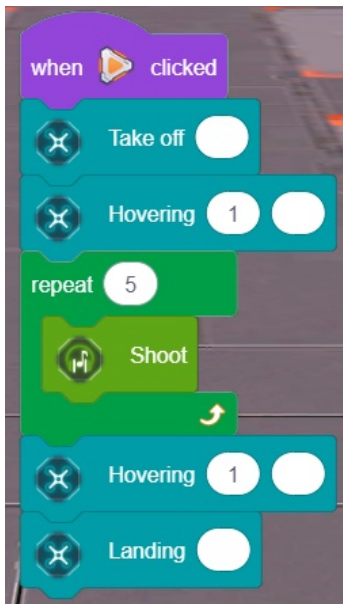 when clicked
Take off
Hovering 1
repeat 5
Shoot
Hovering 1
Landing